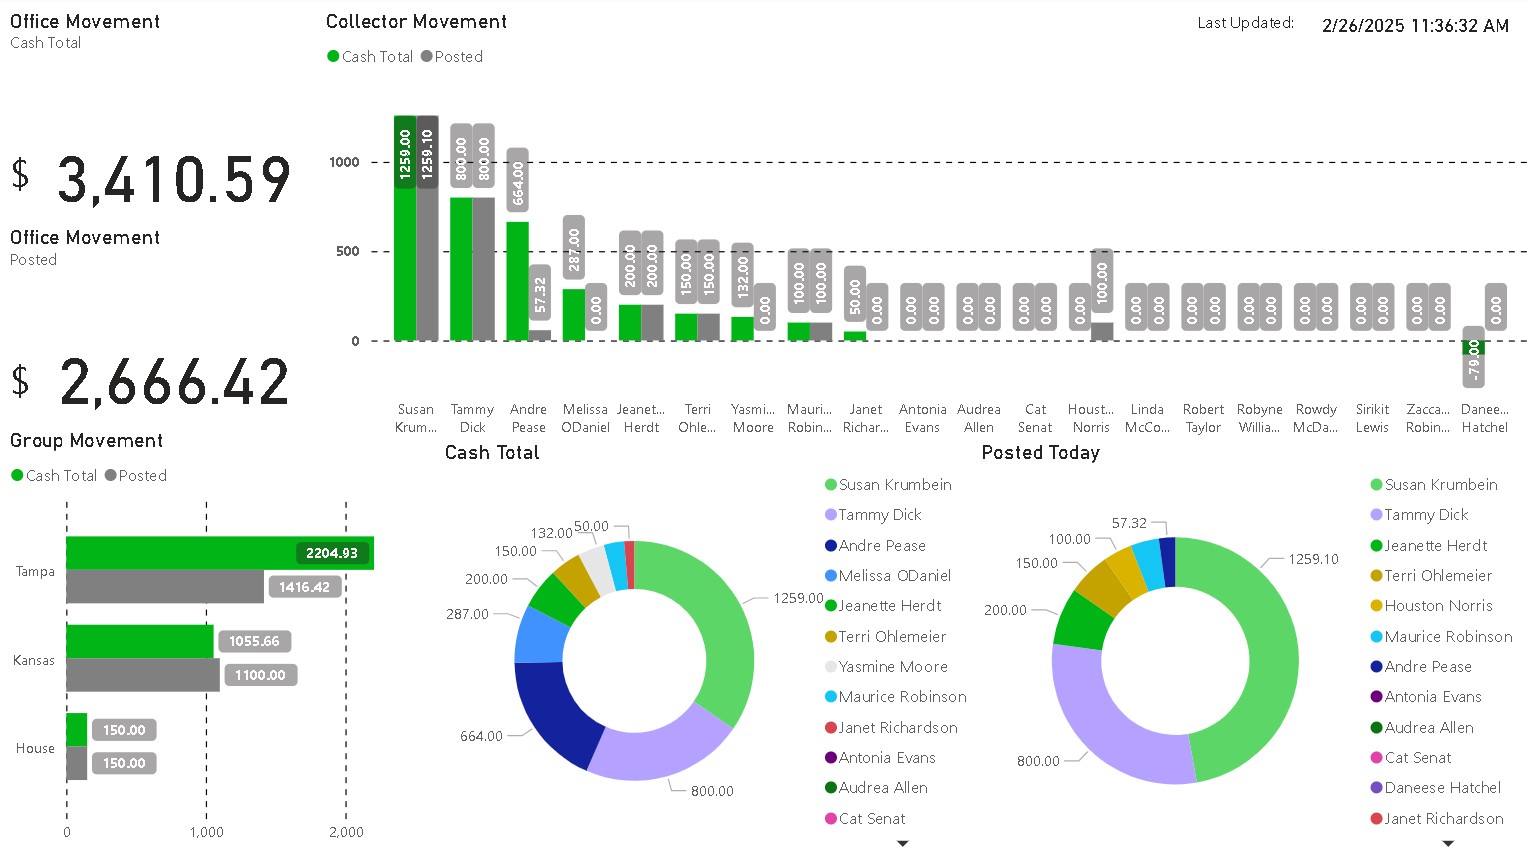 Office Movement
Cash Total
$ 3,410.59
Office Movement
Posted
$ 2,666.42
Collector Movement
Cash Total Posted
Last Updated: 2/26/2025 11:36:32 AM
1000
500
0
1259.00 1259.10 800.00 800.00 664.00 57.32 287.00 0.00 200.00 200.00 150.00 150.00 132.00 0.00 100.00 100.00 50.00 0.00 0.00 0.00 0.00 0.00 0.00 0.00 0.00 100.00 0.00 0.00 0.00 0.00 0.00 0.00 0.00 0.00 0.00 0.00 0.00 0.00 -79.00 0.00
Susan Tammy Andre Melissa Jeanet... Terri Yasmi... Mauri... Janet Antonia Audrea Cat Houst... Linda Robert Robyne Rowdy Sirikit Zacca... Danee...
Krum... Dick Pease ODaniel Herdt Ohle... Moore Robin... Richar... Evans Allen Senat Norris McCo... Taylor Willia... McDa... Lewis Robin... Hatchel
Group Movement
Cash Total Posted
Tampa
2204.93
1416.42
Kansas
1055.66
1100.00
House
150.00
150.00
0 1,000 2,000
Cash Total
1259.00
800.00
664.00
287.00
200.00
150.00
132.00
50.00
Susan Krumbein
Tammy Dick
Andre Pease
Melissa ODaniel
Jeanette Herdt
Terri Ohlemeier
Yasmine Moore
Maurice Robinson
Janet Richardson
Antonia Evans
Audrea Allen
Cat Senat
Posted Today
1259.10
800.00
200.00
150.00
100.00
57.32
Susan Krumbein
Tammy Dick
Jeanette Herdt
Terri Ohlemeier
Houston Norris
Maurice Robinson
Andre Pease
Antonia Evans
Audrea Allen
Cat Senat
Daneese Hatchel
Janet Richardson